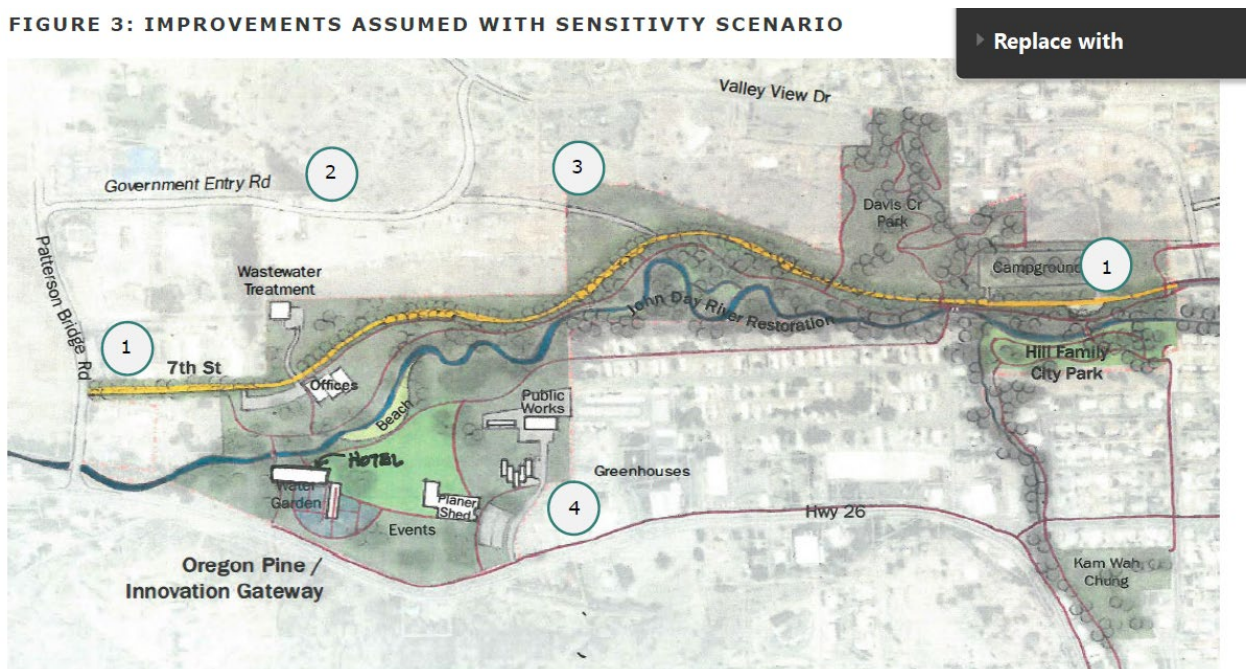 FIGURE 3: IMPROVEMENTS ASSUMED WITH SENSITIVTY SCENARIO
Replace with
Valley View Dr
2
3
Government Entry Rd
Davis Cr
Park
Patterson Bridge Rd
Wastewater
Treatment
Campground
1
John Day River Restoration
1
7th St
Hill Family
City Park
Offices
Public
Works
Beach
HOTEL
Greenhouses
Water
Garden
Planer
Shed
4
Hwy 26
Events
Oregon Pine /
Innovation Gateway
Kam Wah
Chung